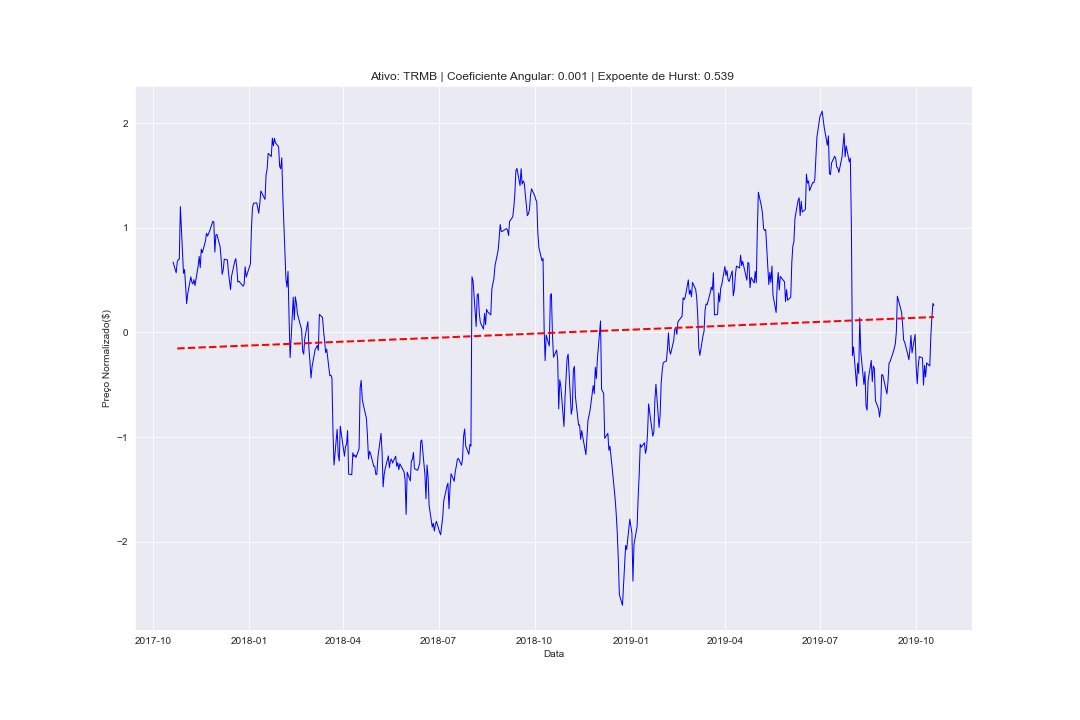 Ativo: TRMB | Coeficiente Angular: 0.001 | Expoente de Hurst: 0.539
Preço Normalizado($)
2
1
0
−1
−2
2017-10 2018-01 2018-04 2018-07 2018-10 2019-01 2019-04 2019-07 2019-10
Data